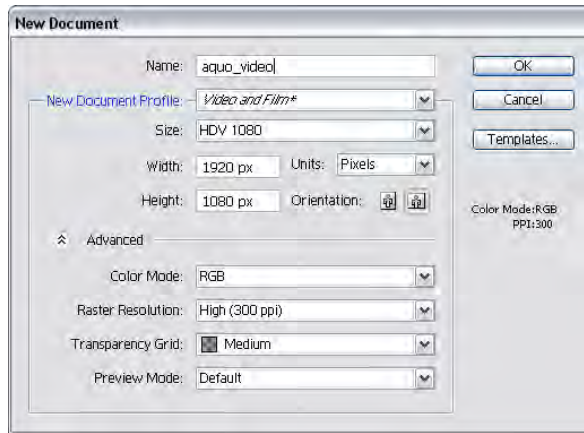 New Document
Name: aquo_video
OK
New Document Profile: Video and Film*
Cancel
Size: HDV 1080
Templates...
Width: 1920 px Units: Pixels
Height: 1080 px Orientation:
Color Mode:RGB
PPI:300
Advanced
Color Mode: RGB
Raster Resolution: High (300 ppi)
Transparency Grid: Medium
Preview Mode: Default